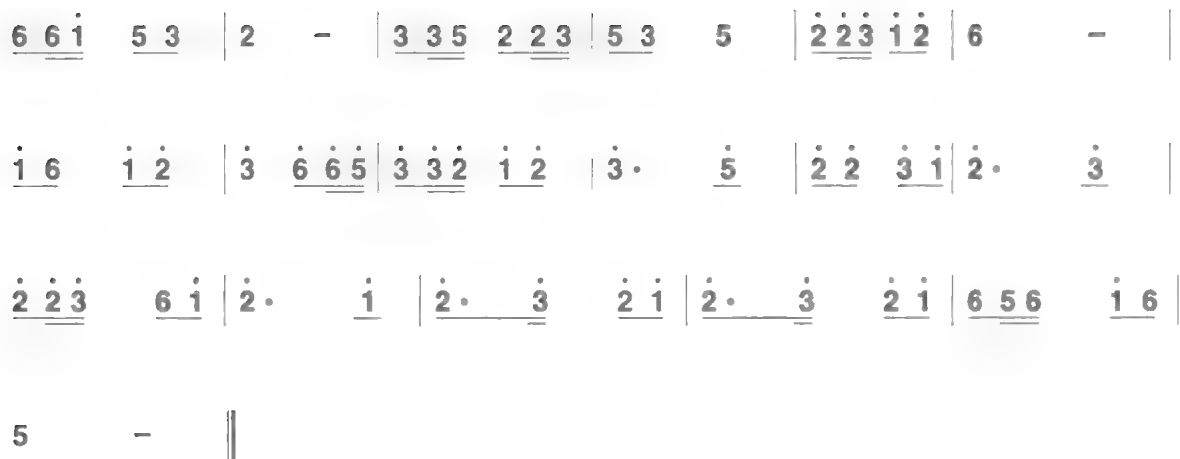 6 6 i̇ 5 3 | 2 - | 3 3 5 2 2 3 | 5 3 5 | 2̇ 2̇ 3̇ 1̇ 2̇ | 6 - |
1̇ 6 1̇ 2̇ | 3̇ 6̇ 6̇ 5̇ | 3̇ 3̇ 2̇ 1̇ 2̇ | 3̇ · 5̇ | 2̇ 2̇ 3̇ 1̇ | 2̇ · 3̇ |
2̇ 2̇ 3̇ 6 1̇ | 2̇ · 1̇ | 2̇ · 3̇ 2̇ 1̇ | 2̇ · 3̇ 2̇ 1̇ | 6 5 6 1̇ 6 |
5 - ‖